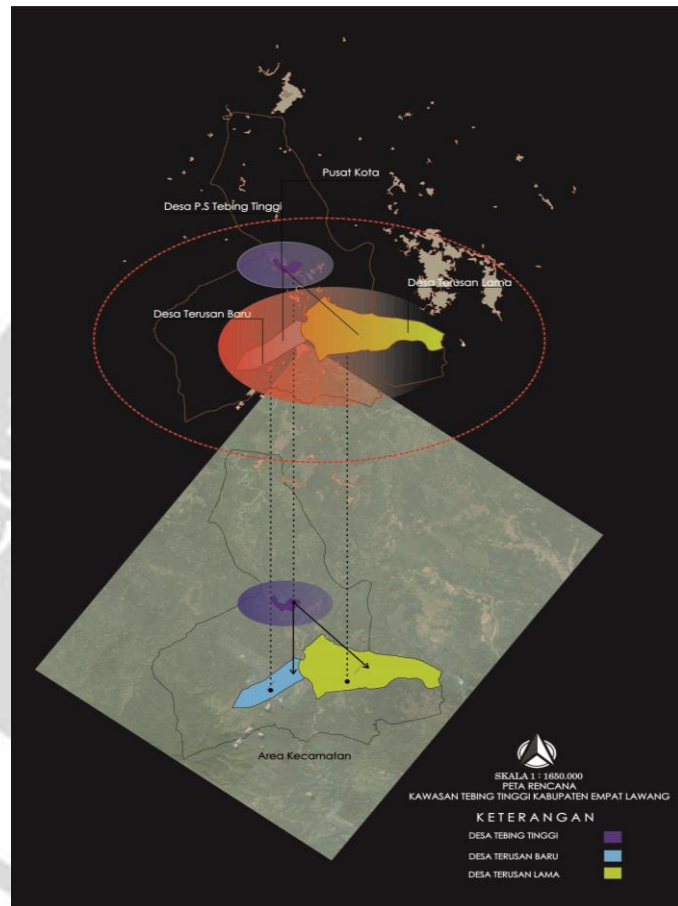 Pusat Kota
Desa P.S Tebing Tinggi
Desa Terusan Lama
Desa Terusan Baru
Area Kecamatan
SKALA 1 : 1650.000
PETA RENCANA
KAWASAN TEBING TINGGI KABUPATEN EMPAT LAWANG
KETERANGAN
DESA TEBING TINGGI
DESA TERUSAN BARU
DESA TERUSAN LAMA